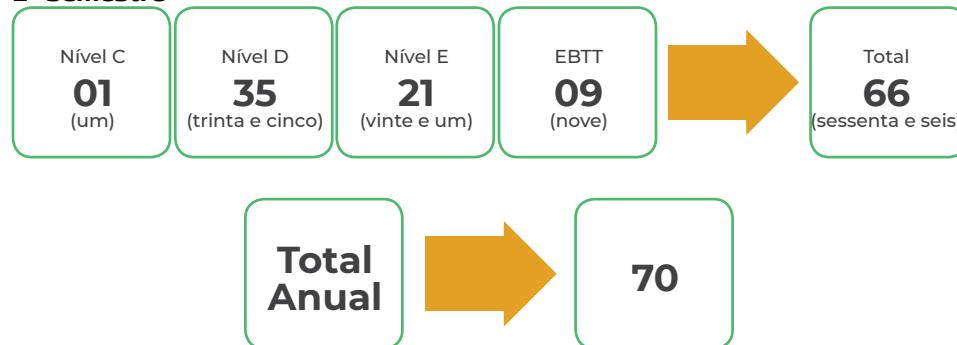 Nível C
01
(um)
Nível D
35
(trinta e cinco)
Nível E
21
(vinte e um)
EBTT
09
(nove)
Total
66
(sessenta e seis)
Total
Anual
70